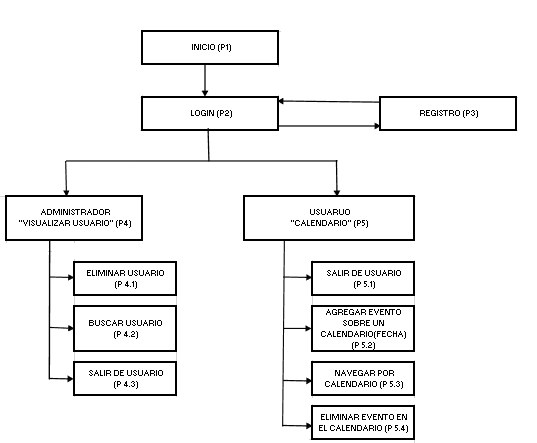 INICIO (P1)
LOGIN (P2)
REGISTRO (P3)
ADMINISTRADOR
"VISUALIZAR USUARIO" (P4)
USUARUO
"CALENDARIO" (P5)
ELIMINAR USUARIO
(P 4.1)
BUSCAR USUARIO
(P 4.2)
SALIR DE USUARIO
(P 4.3)
SALIR DE USUARIO
(P 5.1)
AGREGAR EVENTO
SOBRE UN
CALENDARIO(FECHA)
(P 5.2)
NAVEGAR POR
CALENDARIO (P 5.3)
ELIMINAR EVENTO EN
EL CALENDARIO (P 5.4)